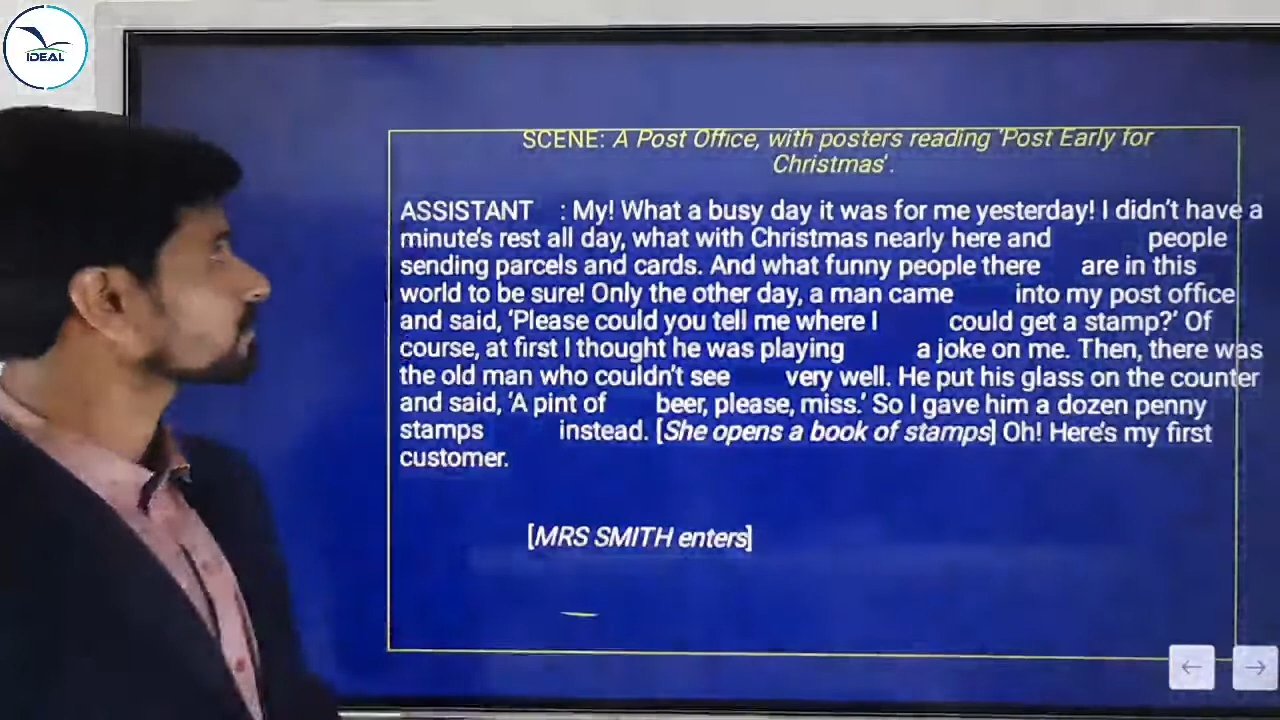 iDEAL
SCENE: A Post Office, with posters reading 'Post Early for
Christmas'.
ASSISTANT : My! What a busy day it was for me yesterday! I didn't have a
minute's rest all day, what with Christmas nearly here and people
sending parcels and cards. And what funny people there are in this
world to be sure! Only the other day, a man came into my post office
and said, 'Please could you tell me where I could get a stamp?' Of
course, at first I thought he was playing a joke on me. Then, there was
the old man who couldn't see very well. He put his glass on the counter
and said, 'A pint of beer, please, miss.' So I gave him a dozen penny
stamps instead. [She opens a book of stamps] Oh! Here's my first
customer.
[MRS SMITH enters]